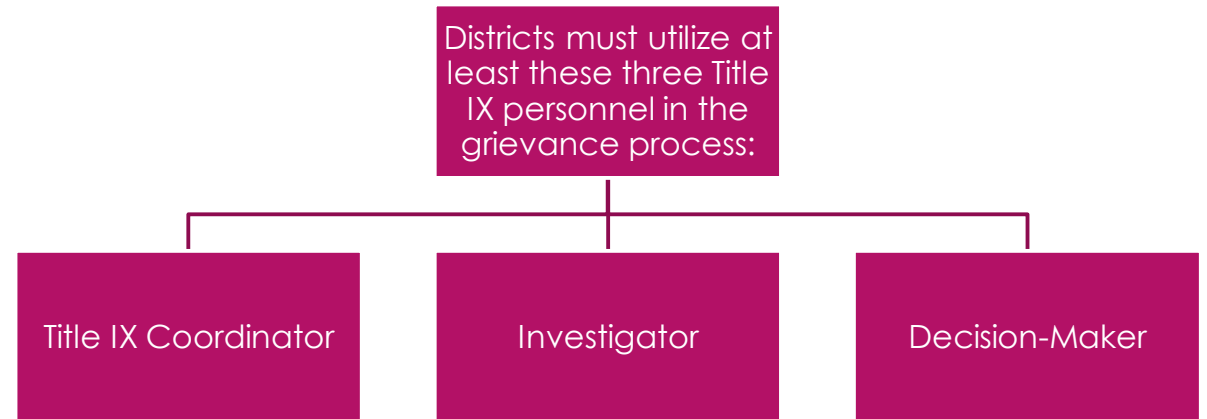 Districts must utilize at
least these three Title
IX personnel in the
grievance process:
Title IX Coordinator
Investigator
Decision-Maker